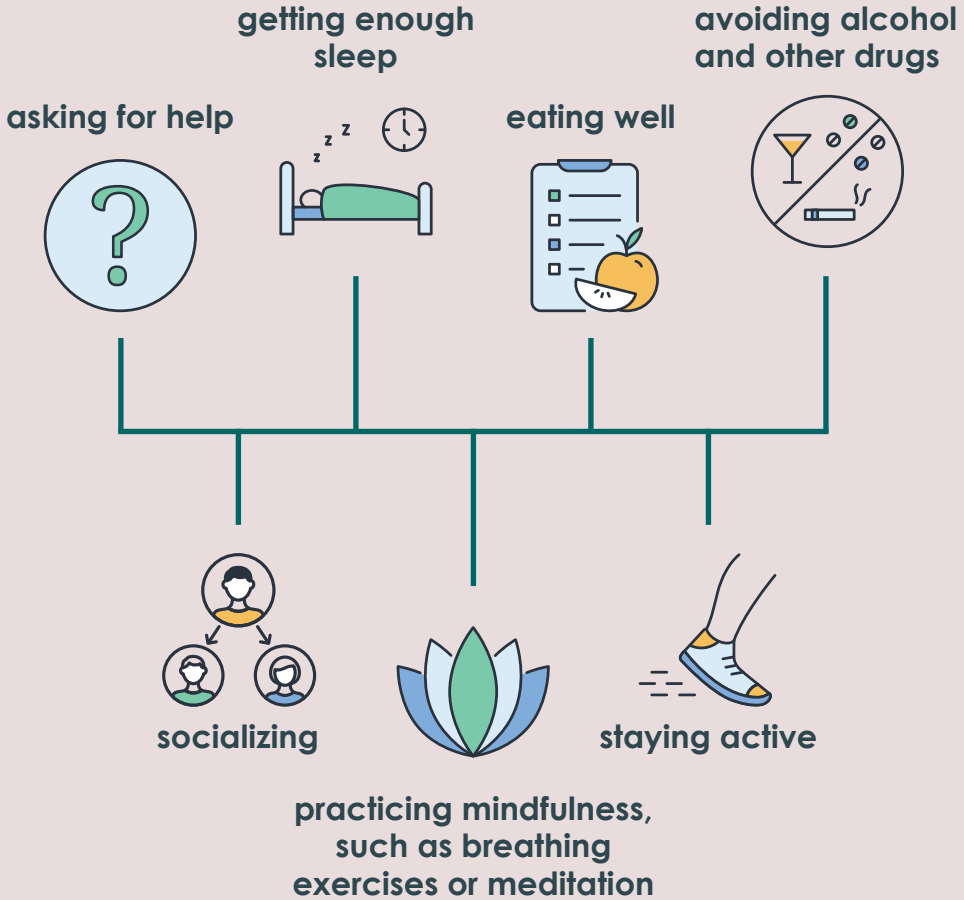 getting enough
sleep
avoiding alcohol
and other drugs
asking for help
eating well
?
z
z
z
socializing
staying active
practicing mindfulness,
such as breathing
exercises or meditation